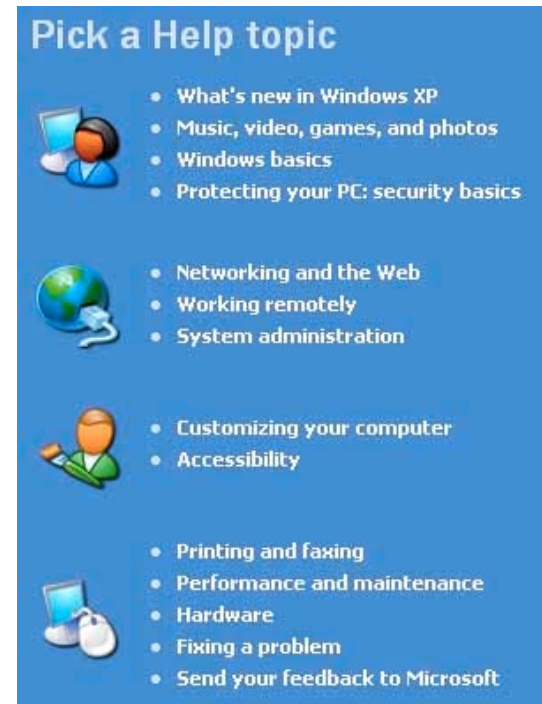 Pick a Help topic
What's new in Windows XP
Music, video, games, and photos
Windows basics
Protecting your PC: security basics
Networking and the Web
Working remotely
System administration
Customizing your computer
Accessibility
Printing and faxing
Performance and maintenance
Hardware
Fixing a problem
Send your feedback to Microsoft